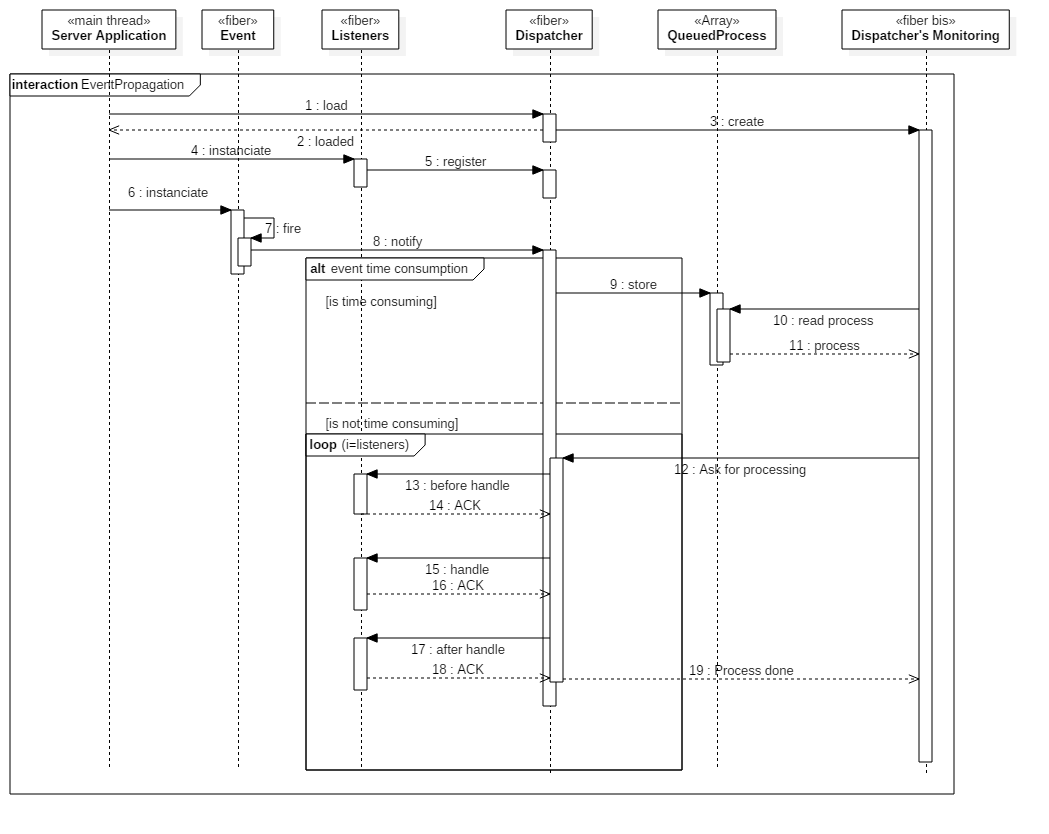 «main thread»
Server Application
«fiber»
Event
«fiber»
Listeners
«fiber»
Dispatcher
«Array»
QueuedProcess
«fiber bis»
Dispatcher's Monitoring
interaction EventPropagation
1 : load
3 : create
2 : loaded
4 : instanciate
5 : register
6 : instanciate
7 : fire
8 : notify
alt event time consumption
9 : store
[is time consuming]
10 : read process
11 : process
[is not time consuming]
loop (i=listeners)
12 : Ask for processing
13 : before handle
14 : ACK
15 : handle
16 : ACK
17 : after handle
18 : ACK
19 : Process done